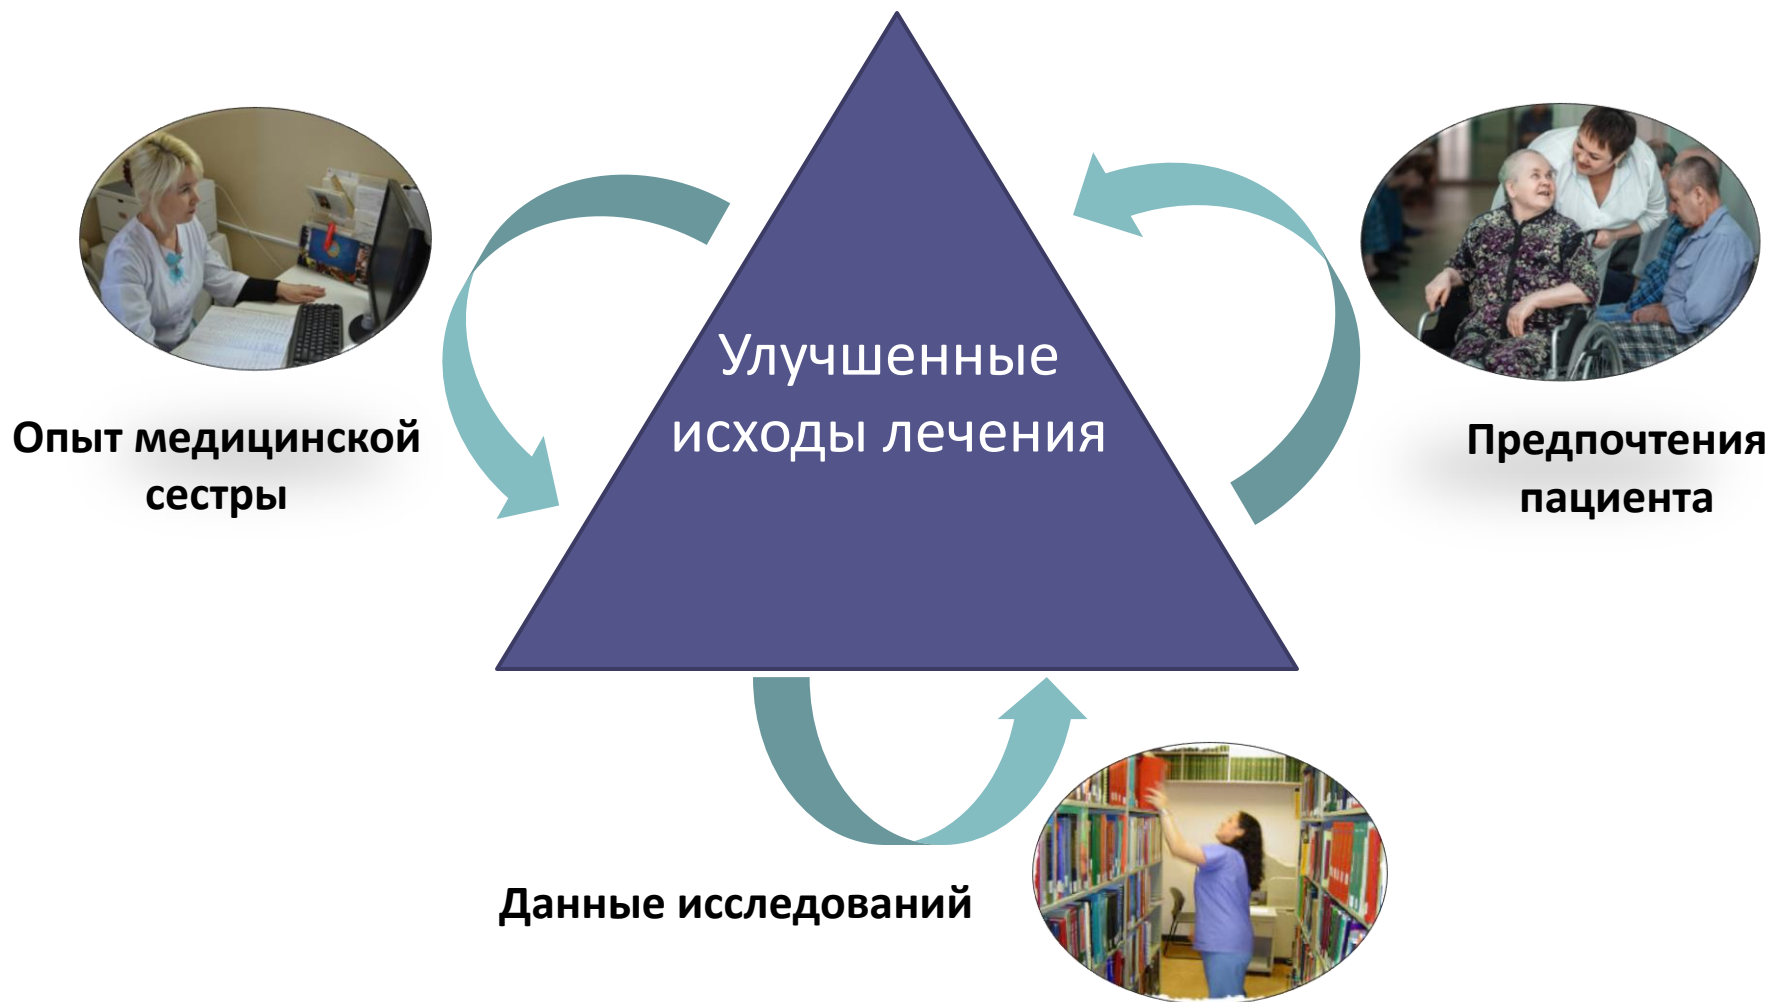 Улучшенные
исходы лечения
Опыт медицинской
сестры
Предпочтения
пациента
Данные исследований